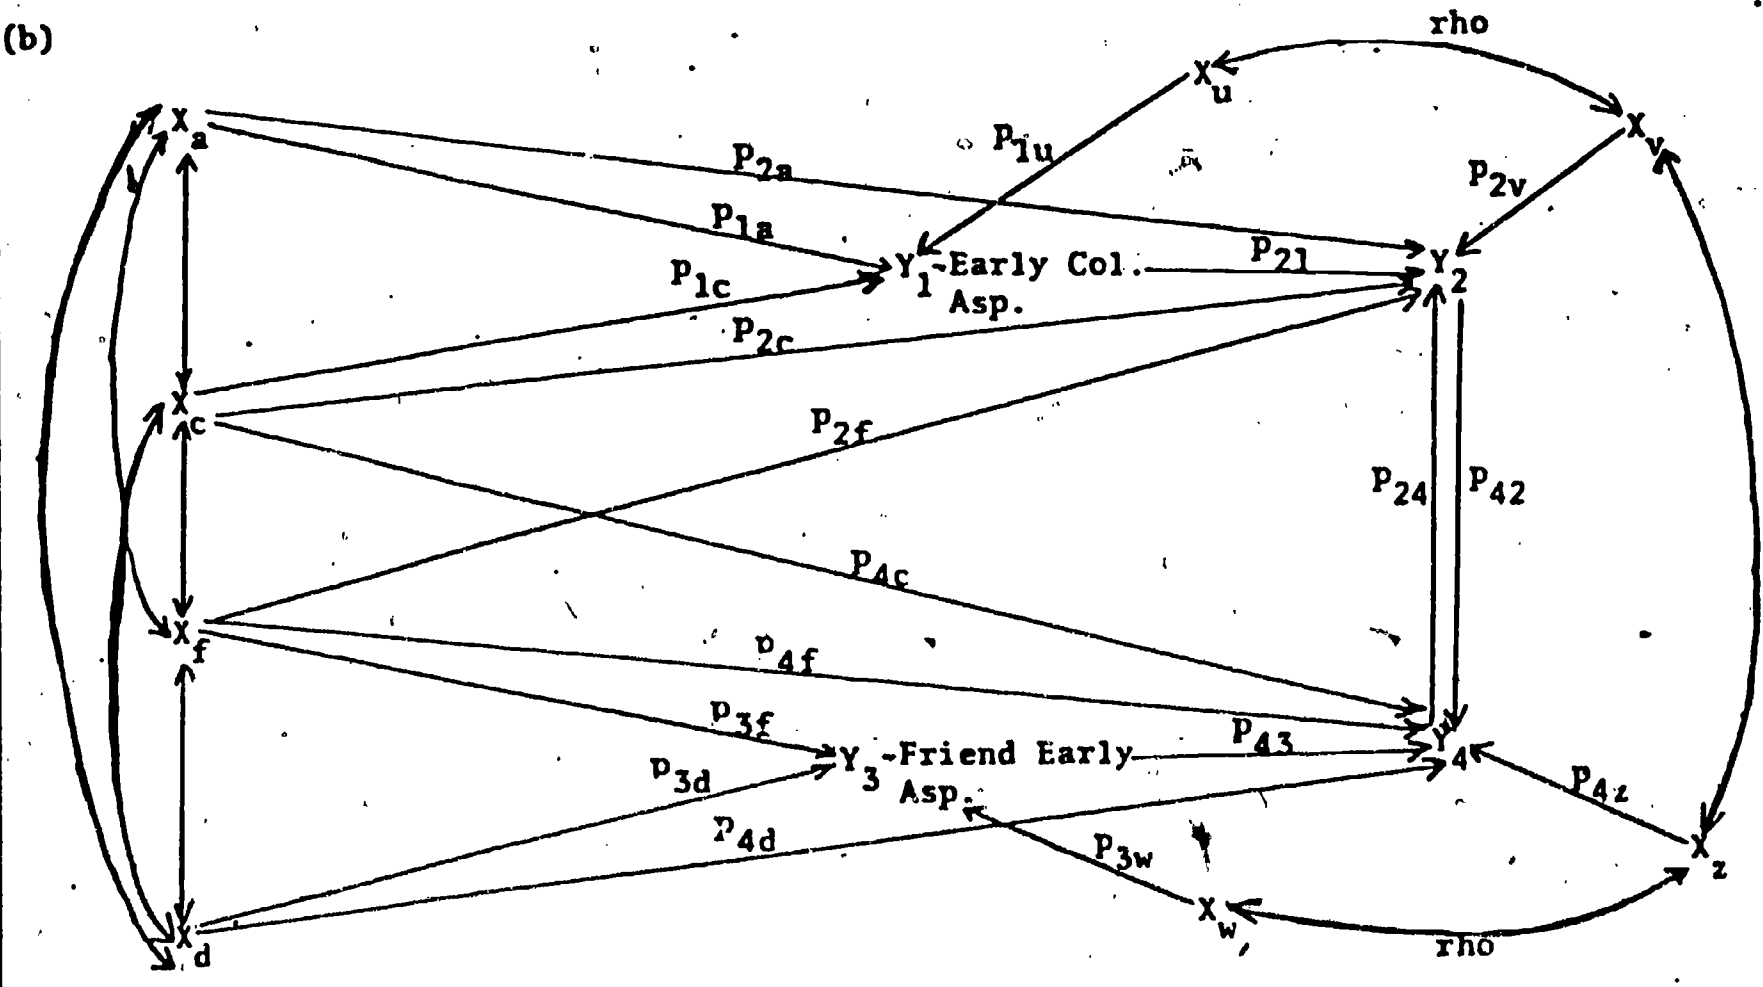 (b)
rho
Xu
Xa
Xv
p1u
p2a
p2v
p1a
p21
Y1~Early Col.
Asp.
Y2
p1c
p2c
Xc
p2f
p24
p42
p4c
Xf
p4f
p3f
p43
Y4
Y3~Friend Early
Asp.
p3d
p4z
p4d
p3w
Xz
Xw
rho
Xd